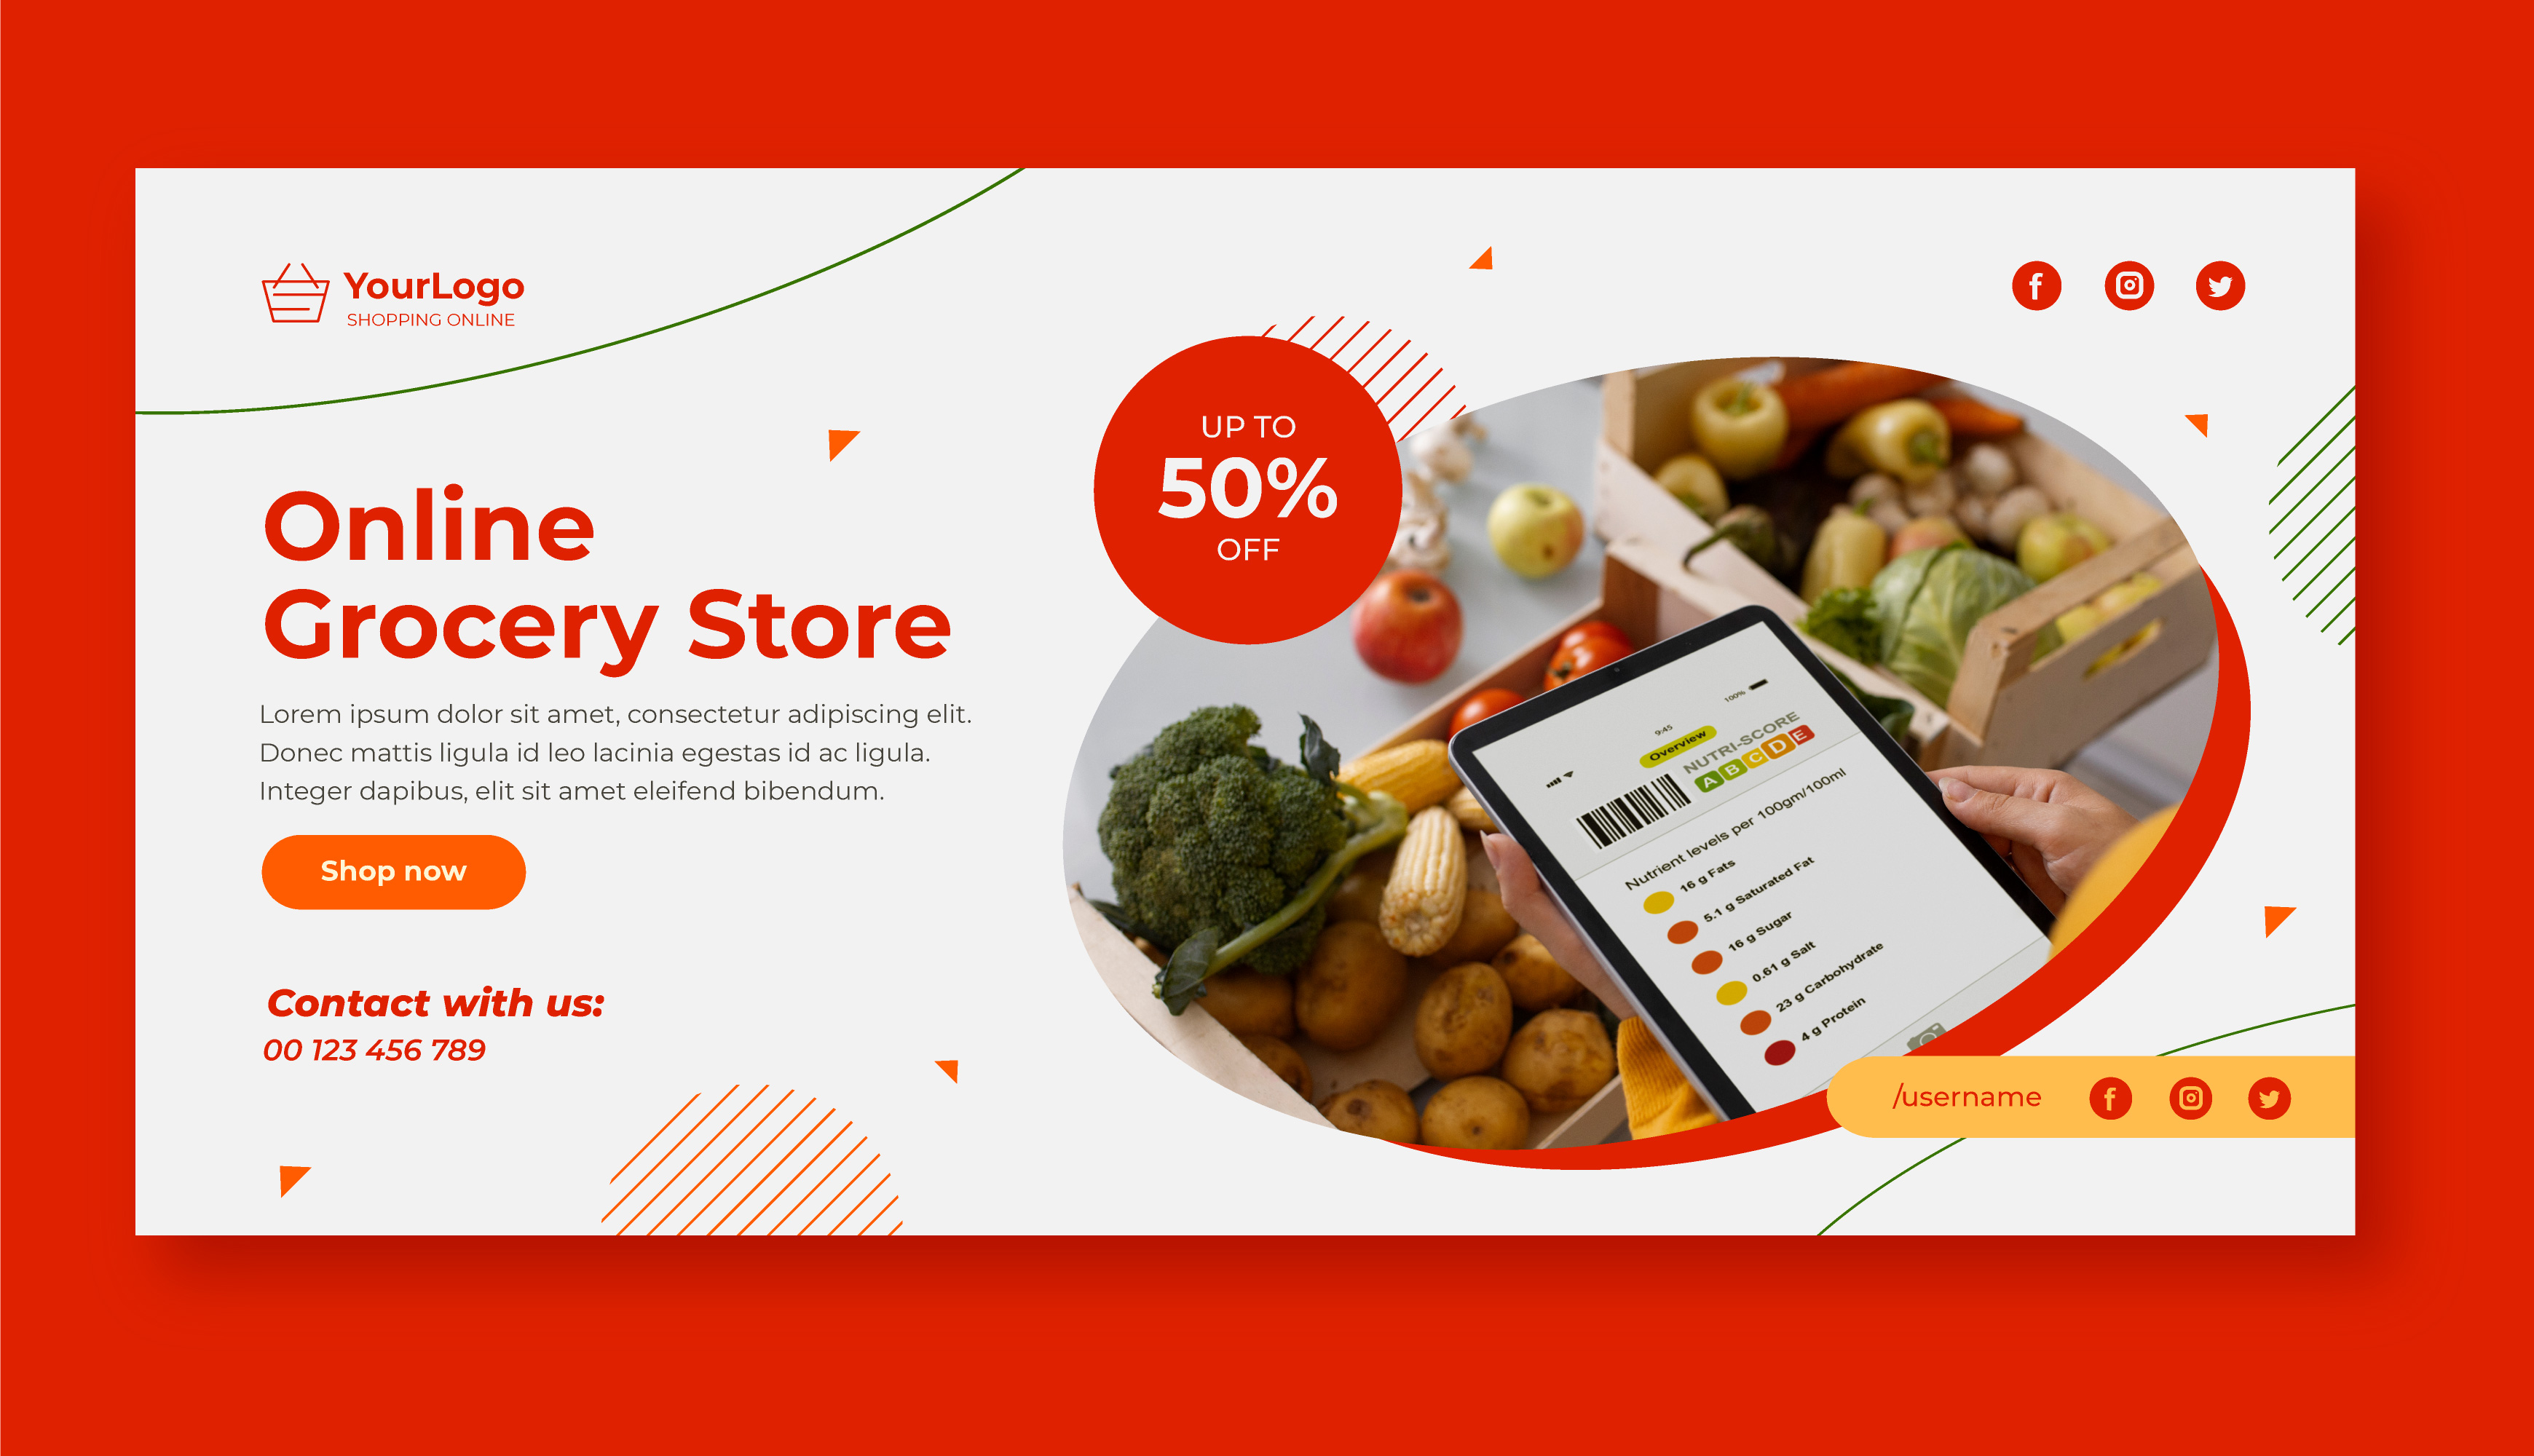 YourLogo
SHOPPING ONLINE
Online
Grocery Store
Lorem ipsum dolor sit amet, consectetur adipiscing elit.
Donec mattis ligula id leo lacinia egestas id ac ligula.
Integer dapibus, elit sit amet eleifend bibendum.
Shop now
Contact with us:
00 123 456 789
UP TO
50%
OFF
9:45
100%
Overview
NUTRI-SCORE
A B C D E
Nutrient levels per 100gm/100ml
16 g Fats
5.1 g Saturated Fat
16 g Sugar
0.61 g Salt
23 g Carbohydrate
4 g Protein
/username